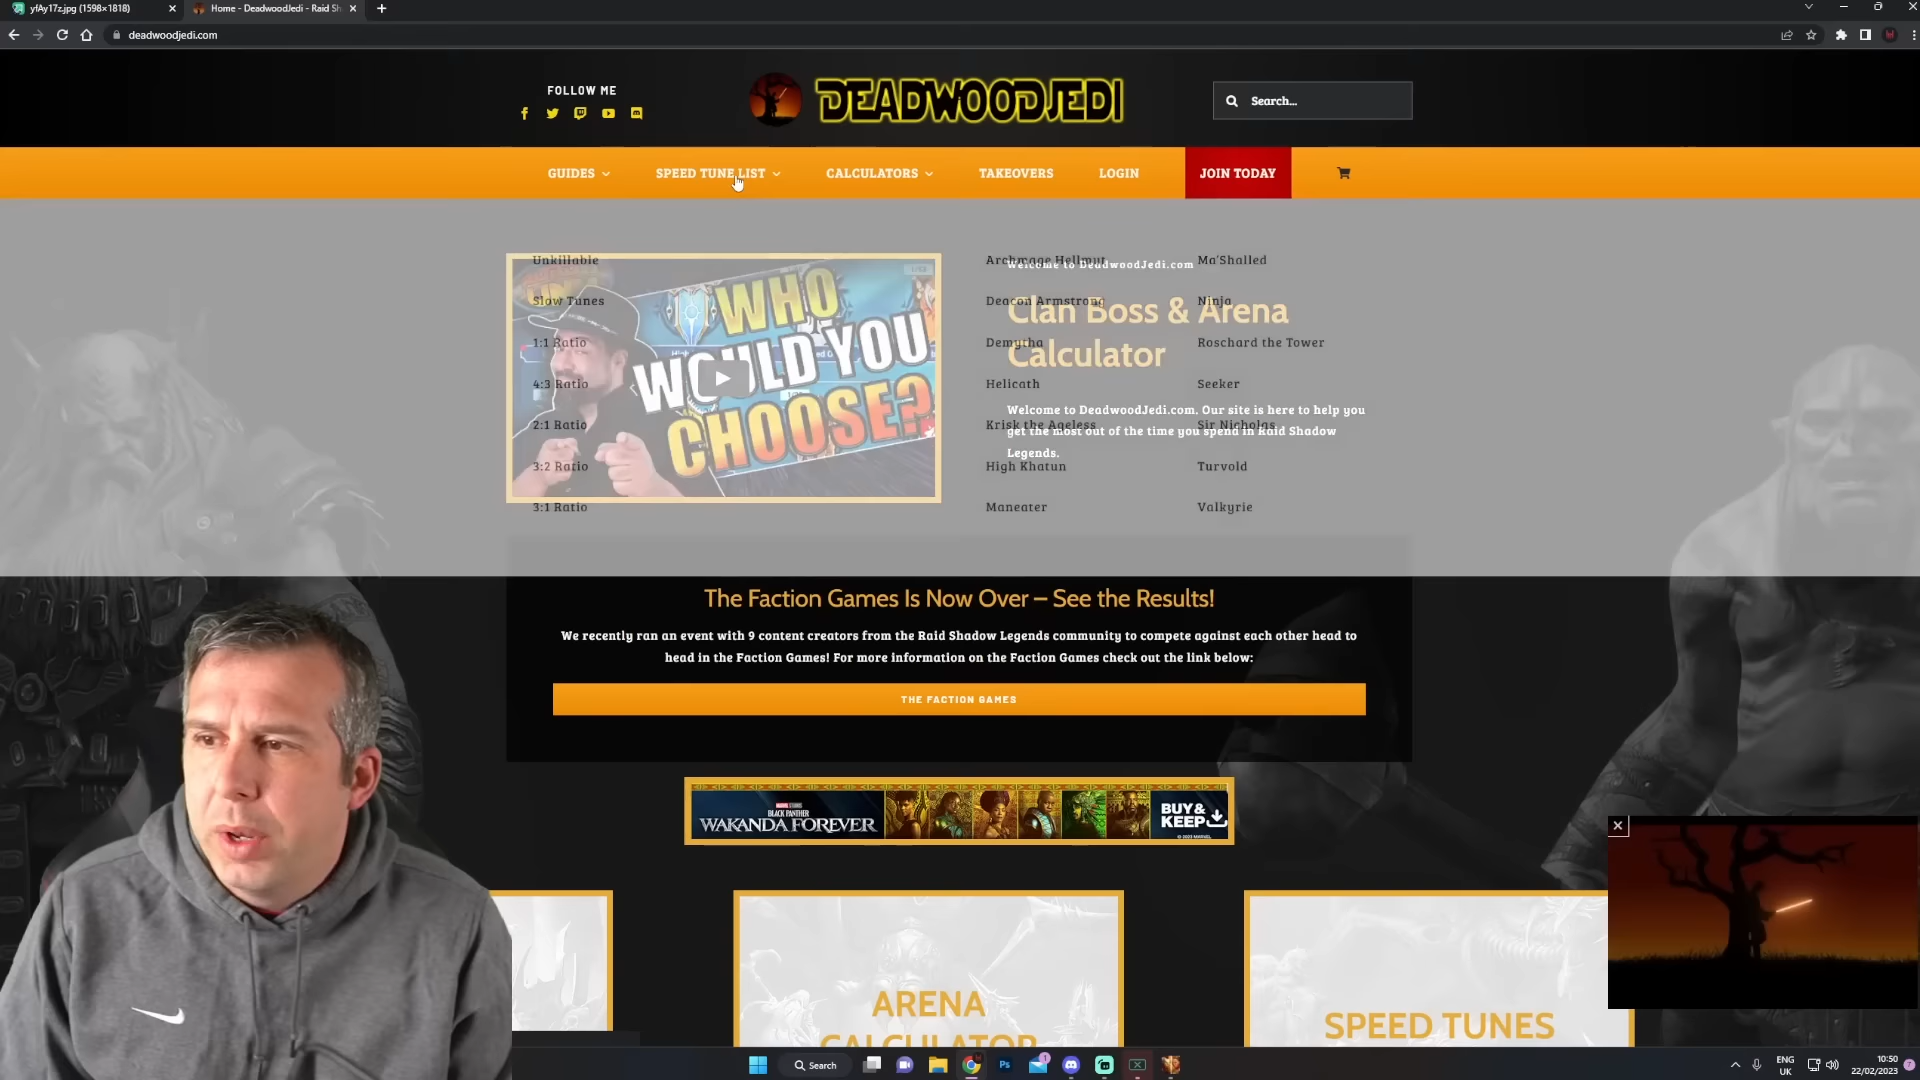 yfAy17z.jpg (1598×1818)
Home - DeadwoodJedi - Raid Sh
deadwoodjedi.com
FOLLOW ME
DEADWOODJEDI
Search...
GUIDES
SPEED TUNE LIST
CALCULATORS
TAKEOVERS
LOGIN
JOIN TODAY
Unkillable
Slow Tunes
1:1 Ratio
4:3 Ratio
2:1 Ratio
3:2 Ratio
3:1 Ratio
WHO
WOULD YOU
CHOOSE?
Archmage Hellmut
Ma'Shalled
Deacon Armstrong
Ninja
Demytha
Roschard the Tower
Helicath
Seeker
Krisk the Ageless
Sir Nicholas
High Khatun
Turvold
Maneater
Valkyrie
Welcome to DeadwoodJedi.com
Clan Boss & Arena
Calculator
Welcome to DeadwoodJedi.com. Our site is here to help you
get the most out of the time you spend in Raid Shadow
Legends.
The Faction Games Is Now Over – See the Results!
We recently ran an event with 9 content creators from the Raid Shadow Legends community to compete against each other head to
head in the Faction Games! For more information on the Faction Games check out the link below:
THE FACTION GAMES
MARVEL STUDIOS
BLACK PANTHER
WAKANDA FOREVER
BUY &
KEEP
© 2023 MARVEL
ARENA
CALCULATOR
SPEED TUNES
Search
Ps
1
ENG
UK
10:50
22/02/2023